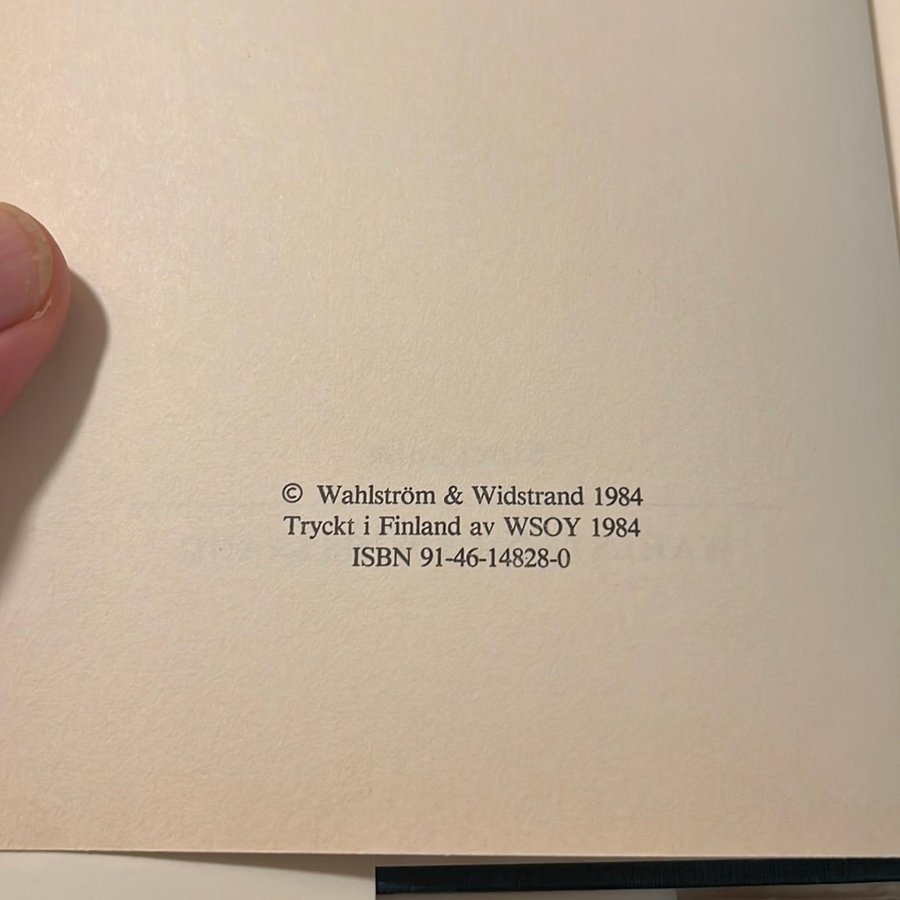 © Wahlström & Widstrand 1984
Tryckt i Finland av WSOY 1984
ISBN 91-46-14828-0